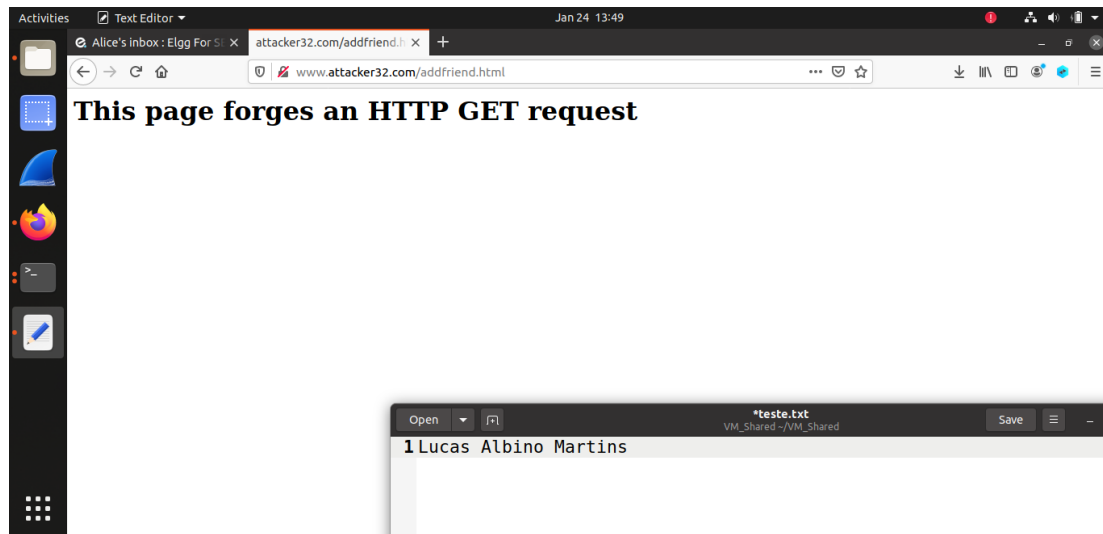 Activities Text Editor Jan 24 13:49
Alice's inbox : Elgg For S attacker32.com/addfriend.h
www.attacker32.com/addfriend.html
This page forges an HTTP GET request
Open *teste.txt Save
VM_Shared ~/VM_Shared
1 Lucas Albino Martins